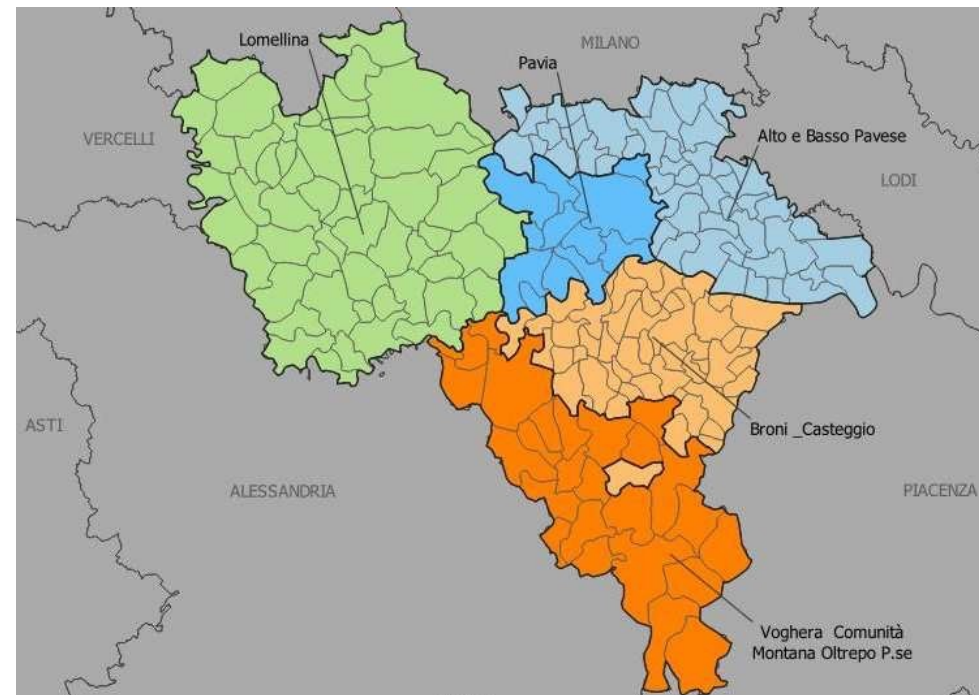 Lomellina
MILANO
Pavia
VERCELLI
Alto e Basso Pavese
LODI
ASTI
Broni _Casteggio
ALESSANDRIA
PIACENZA
Voghera Comunità
Montana Oltrepo P.se